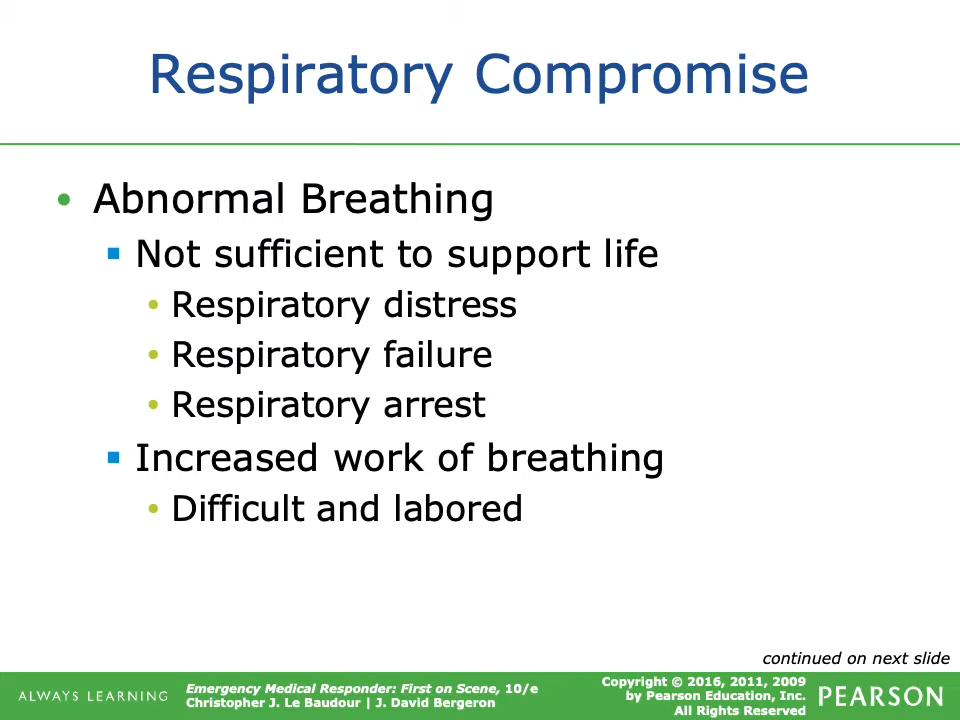 Respiratory Compromise
• Abnormal Breathing
▪ Not sufficient to support life
• Respiratory distress
• Respiratory failure
• Respiratory arrest
▪ Increased work of breathing
• Difficult and labored
continued on next slide
ALWAYS LEARNING
Emergency Medical Responder: First on Scene, 10/e
Christopher J. Le Baudour | J. David Bergeron
Copyright © 2016, 2011, 2009
by Pearson Education, Inc.
All Rights Reserved
PEARSON